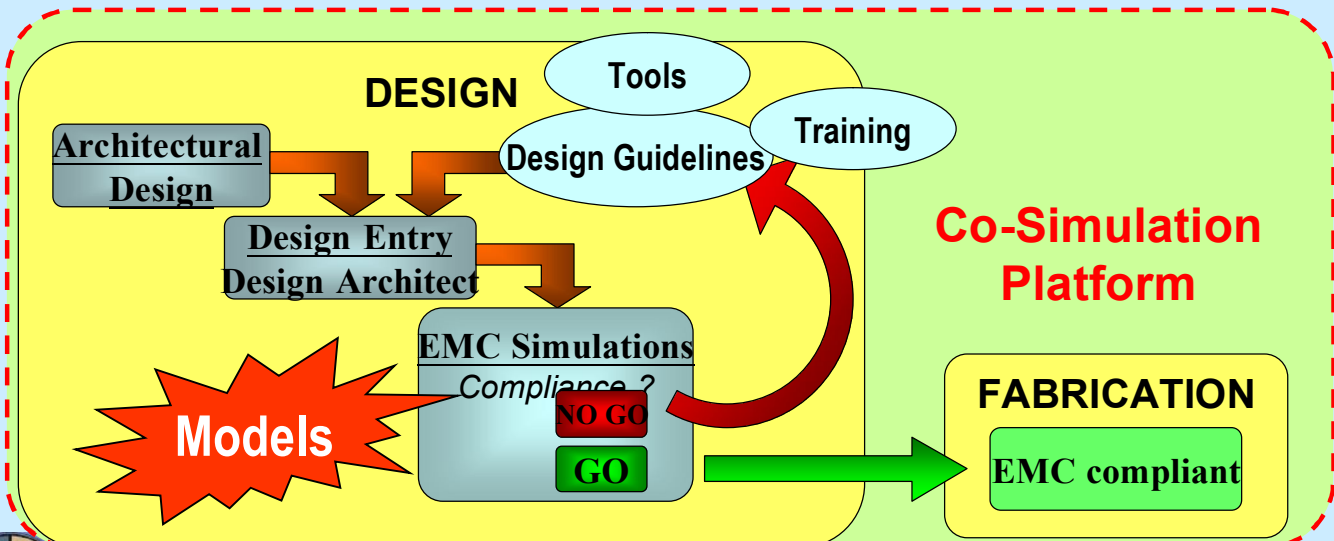 DESIGN
Tools
Training
Design Guidelines
Architectural
Design
Design Entry
Design Architect
EMC Simulations
Compliance ?
NO GO
GO
Models
Co-Simulation
Platform
FABRICATION
EMC compliant